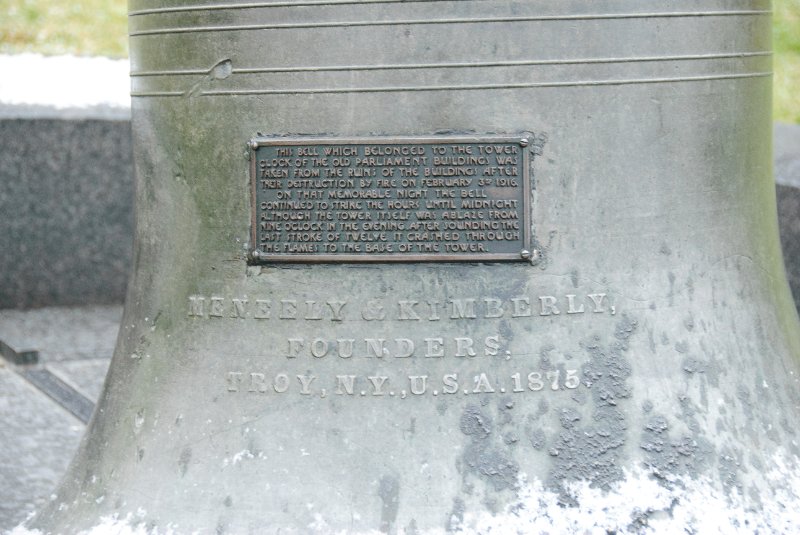 THIS BELL WHICH BELONGED TO THE TOWER
CLOCK OF THE OLD PARLIAMENT BUILDINGS WAS
TAKEN FROM THE RUINS OF THE BUILDINGS AFTER
THEIR DESTRUCTION BY FIRE ON FEBRUARY 3RD 1916.
ON THAT MEMORABLE NIGHT THE BELL
CONTINUED TO STRIKE THE HOURS UNTIL MIDNIGHT
ALTHOUGH THE TOWER ITSELF WAS ABLAZE FROM
NINE O'CLOCK IN THE EVENING. AFTER SOUNDING THE
LAST STROKE OF TWELVE IT CRASHED THROUGH
THE FLAMES TO THE BASE OF THE TOWER.
MENEELY & KIMBERLY,
FOUNDERS,
TROY, N.Y., U.S.A. 1875.